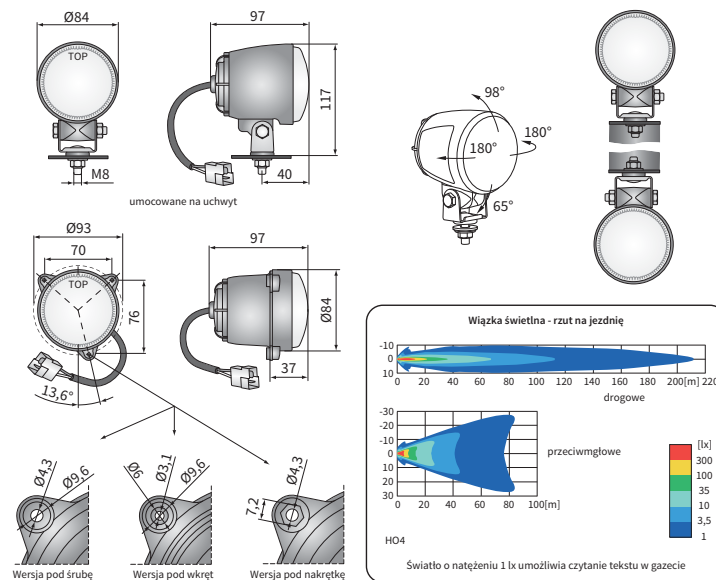 Ø84
97
TOP
117
M8
40
umocowane na uchwyt
98°
180°
180°
65°
Ø93
70
97
TOP
76
Ø84
13,6°
37
Ø4,3
Ø9,6
Ø6
Ø3,1
Ø9,6
Ø4,3
7,2
Wersja pod śrubę
Wersja pod wkręt
Wersja pod nakrętkę
Wiązka świetlna - rzut na jezdnię
-10
0
10
0 20 40 60 80 100 120 140 160 180 200[m] 220
drogowe
-30
-20
-10
0
10
20
30
0 20 40 60 80 100[m]
przeciwmgłowe
[lx]
300
100
35
10
3,5
1
HO4
Światło o natężeniu 1 lx umożliwia czytanie tekstu w gazecie